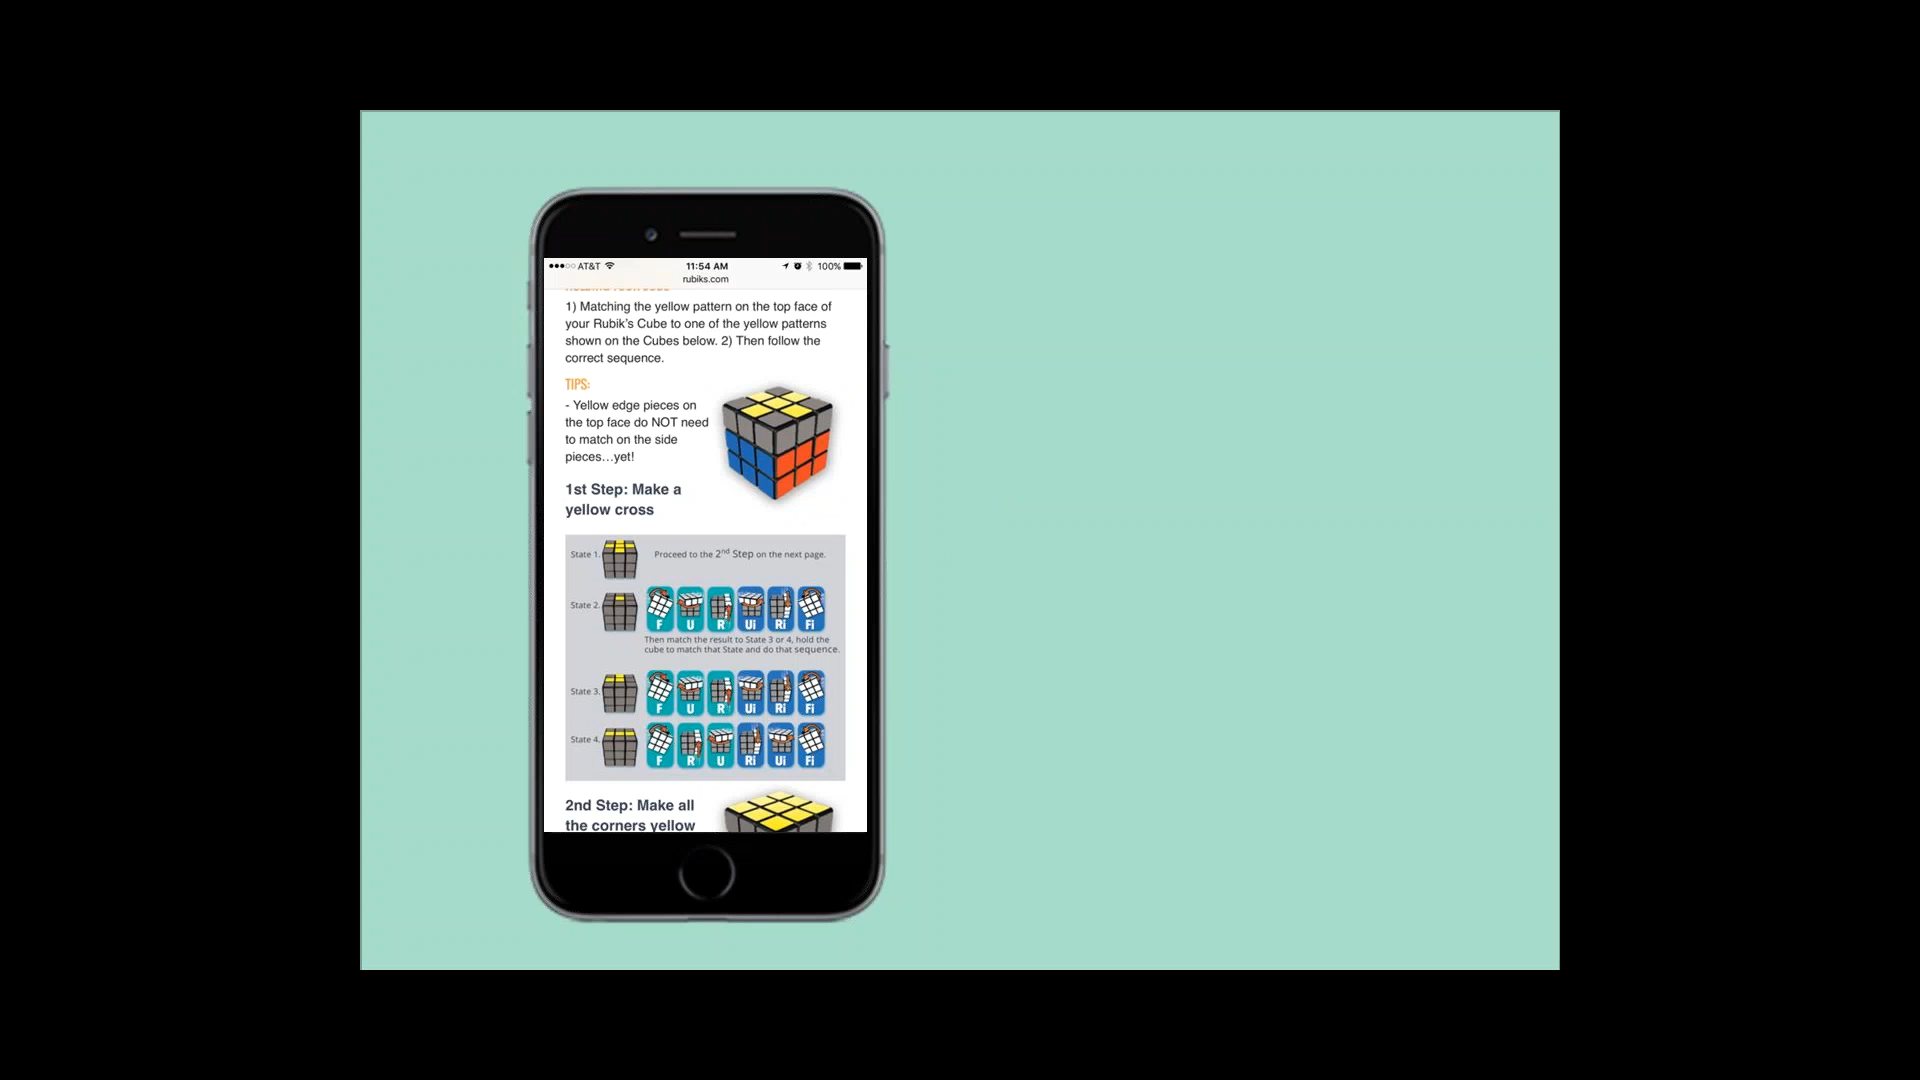 AT&T 11:54 AM 100%
rubiks.com
1) Matching the yellow pattern on the top face of
your Rubik's Cube to one of the yellow patterns
shown on the Cubes below. 2) Then follow the
correct sequence.
TIPS:
- Yellow edge pieces on
the top face do NOT need
to match on the side
pieces…yet!
1st Step: Make a
yellow cross
State 1. Proceed to the 2nd Step on the next page.
State 2.
F U R Ui Ri Fi
Then match the result to State 3 or 4, hold the
cube to match that State and do that sequence.
State 3.
F U R Ui Ri Fi
State 4.
F R U Ri Ui Fi
2nd Step: Make all
the corners yellow